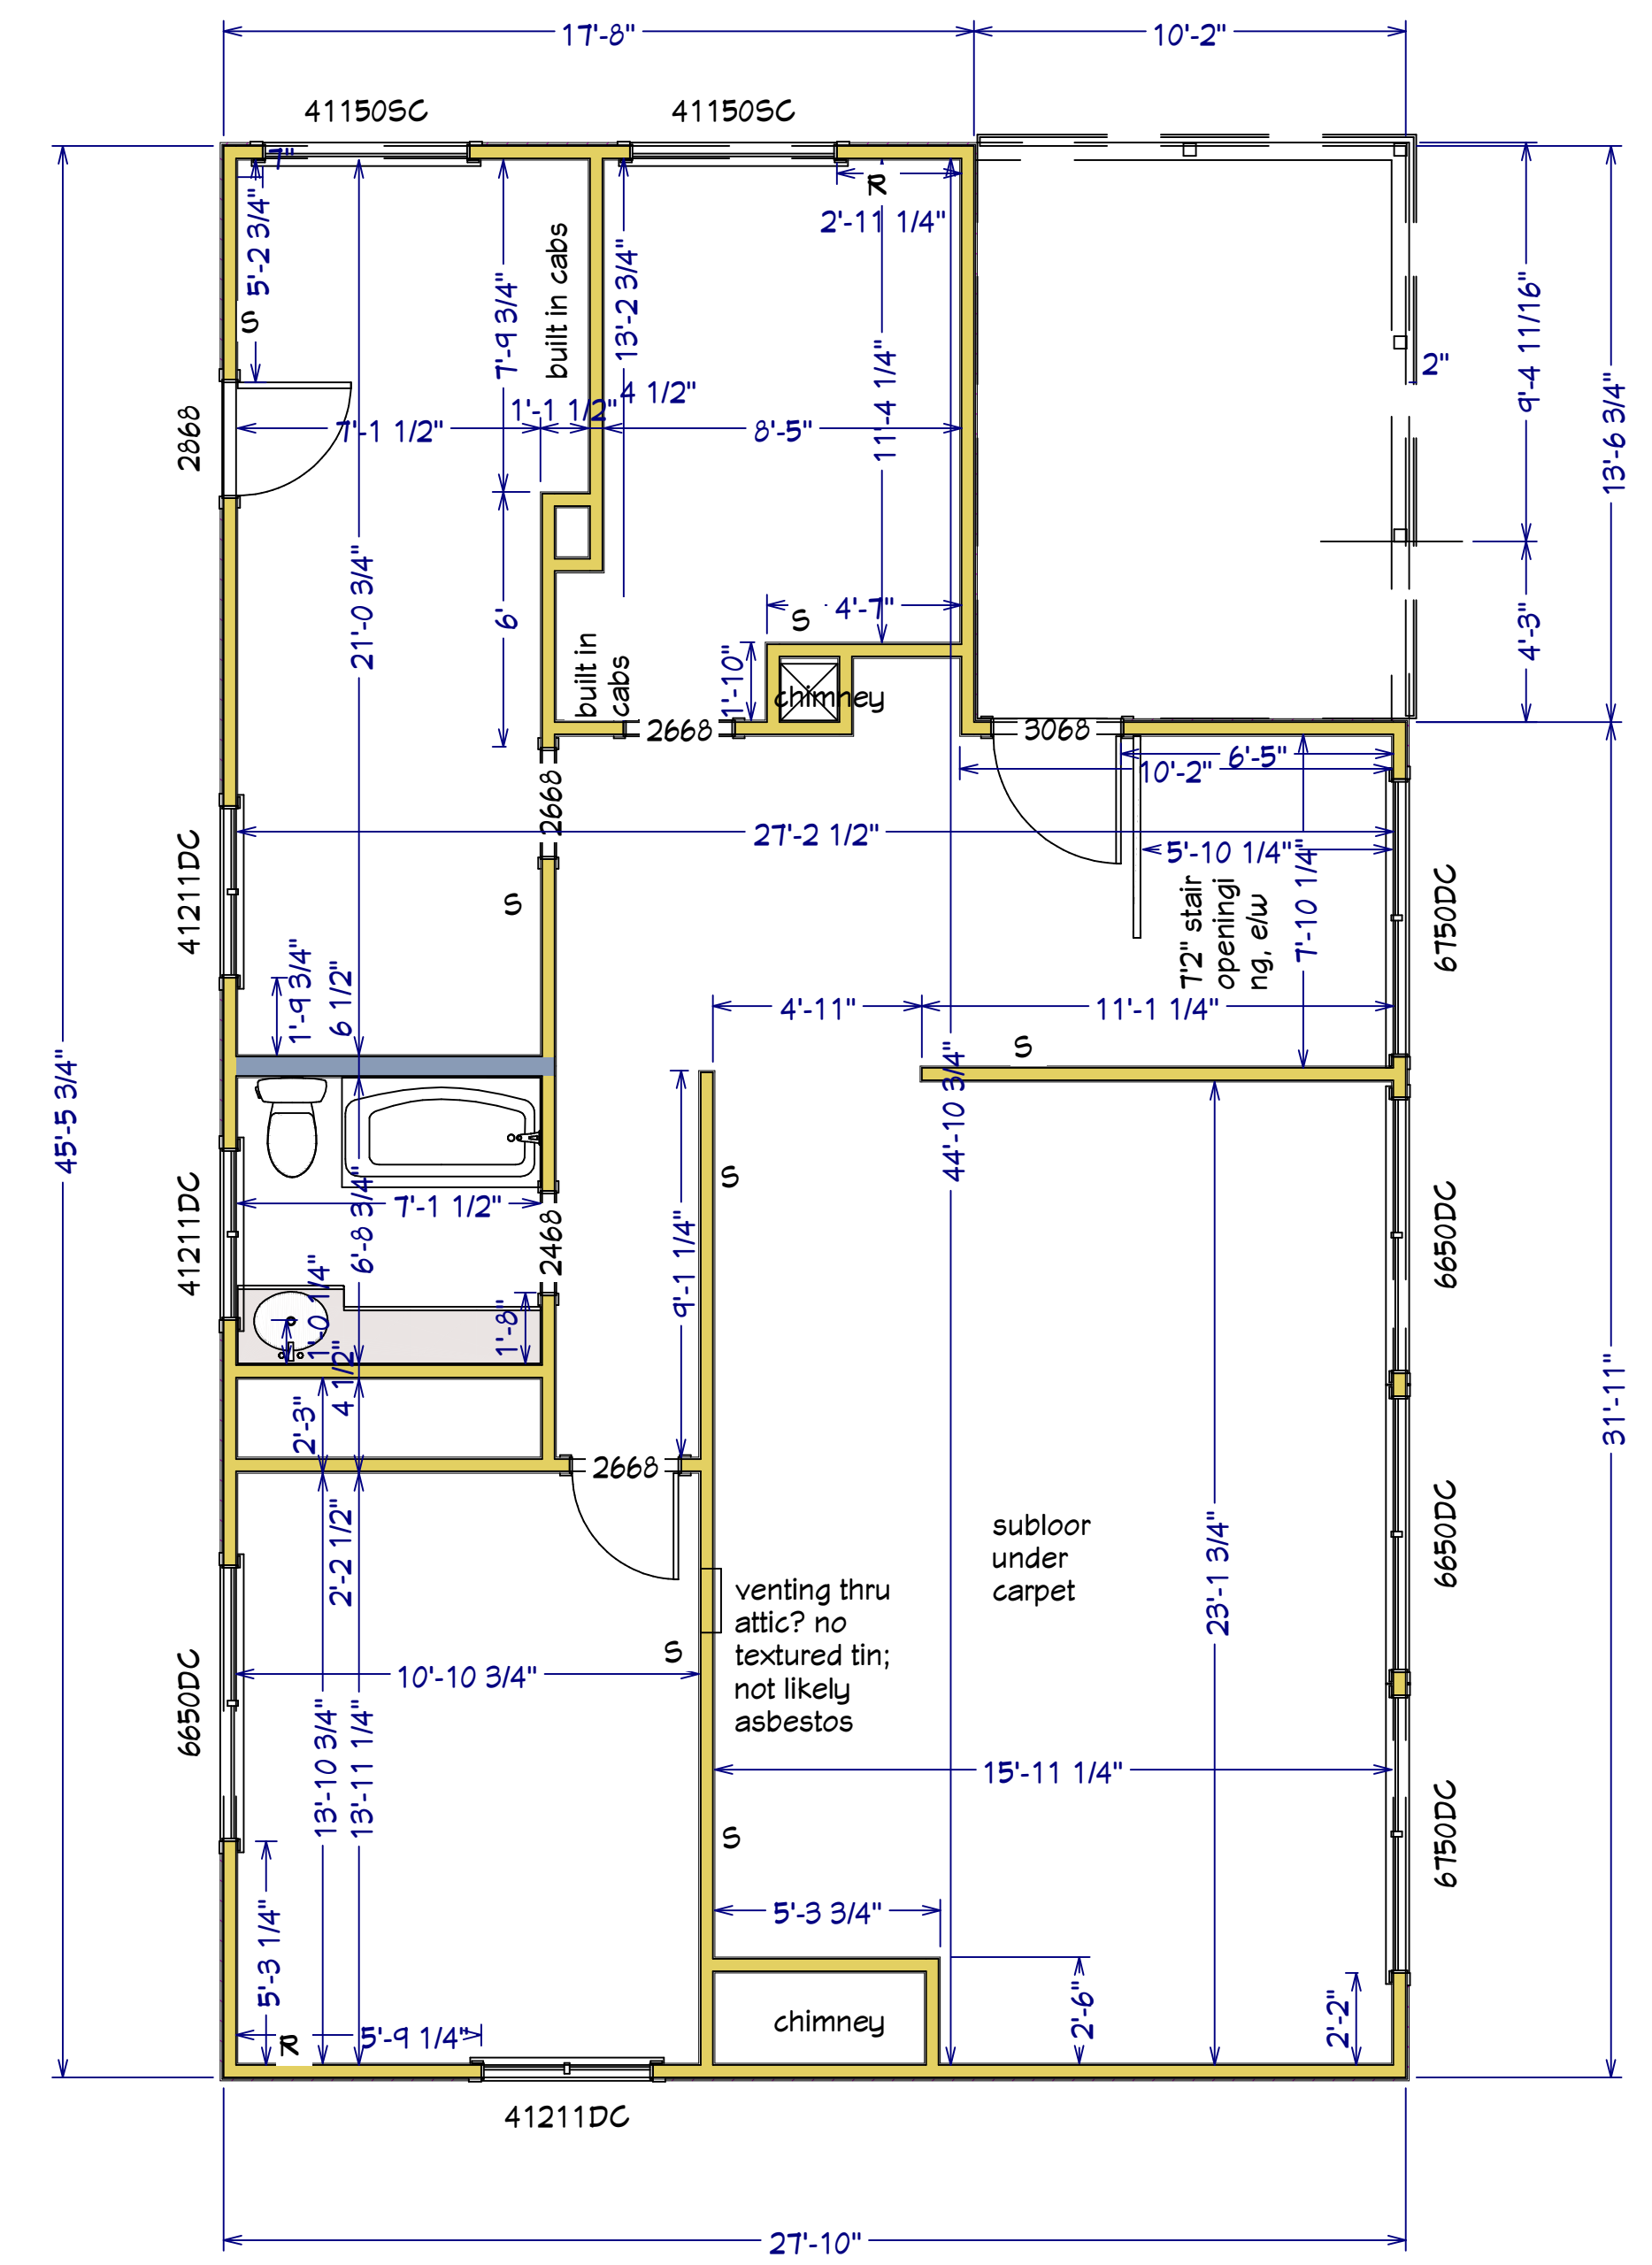 17'-8"
10'-2"
41150SC
41150SC
7"
R
2'-11 1/4"
5'-2 3/4"
S
7'-9 3/4"
built in cabs
13'-2 3/4"
4 1/2"
1'-1 1/2"
7'-1 1/2"
8'-5"
11'-4 1/4"
2868
2"
9'-4 11/16"
13'-6 3/4"
4'-3"
21'-0 3/4"
6'
4'-7"
S
built in
cabs
1'-10"
chimney
2668
3068
6'-5"
10'-2"
2668
27'-2 1/2"
5'-10 1/4"
7'-10 1/4"
7'2" stair
openingi
ng, e/w
41211DC
6750DC
S
1'-9 3/4"
6 1/2"
4'-11"
11'-1 1/4"
S
45'-5 3/4"
44'-10 3/4"
S
41211DC
7'-1 1/2"
6'-8 3/4"
2468
9'-1 1/4"
6650DC
1'-0 1/4"
1'-8"
4 1/2"
2'-3"
31'-11"
2668
2'-2 1/2"
subloor
under
carpet
23'-1 3/4"
6650DC
venting thru
attic? no
textured tin;
not likely
asbestos
S
6650DC
10'-10 3/4"
13'-10 3/4"
13'-11 1/4"
15'-11 1/4"
S
6750DC
5'-3 3/4"
5'-3 1/4"
chimney
2'-6"
2'-2"
R
5'-9 1/4"
41211DC
27'-10"